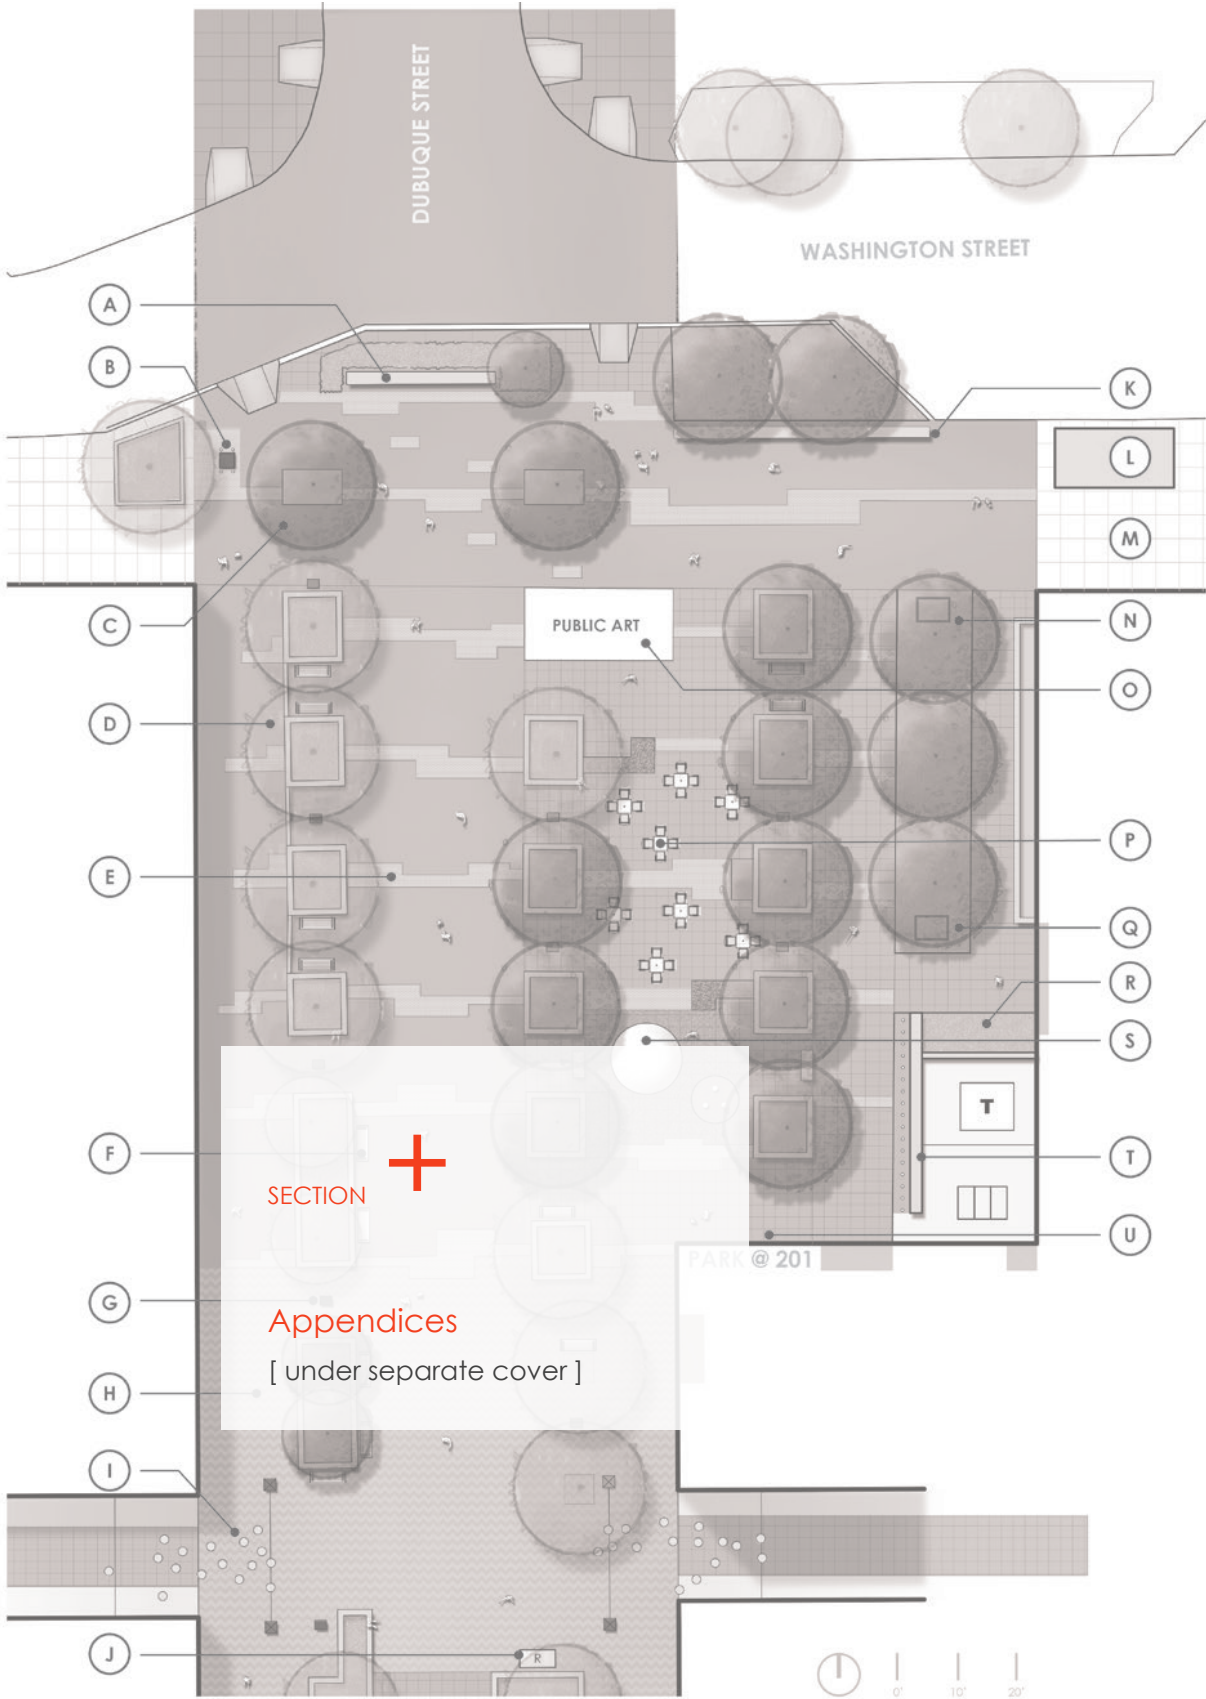 DUBUQUE STREET
WASHINGTON STREET
A
B
K
L
M
C
PUBLIC ART
N
O
D
P
E
Q
R
S
T
F
T
SECTION
+
U
PARK @ 201
G
Appendices
[ under separate cover ]
H
I
J
R
0'
10'
20'